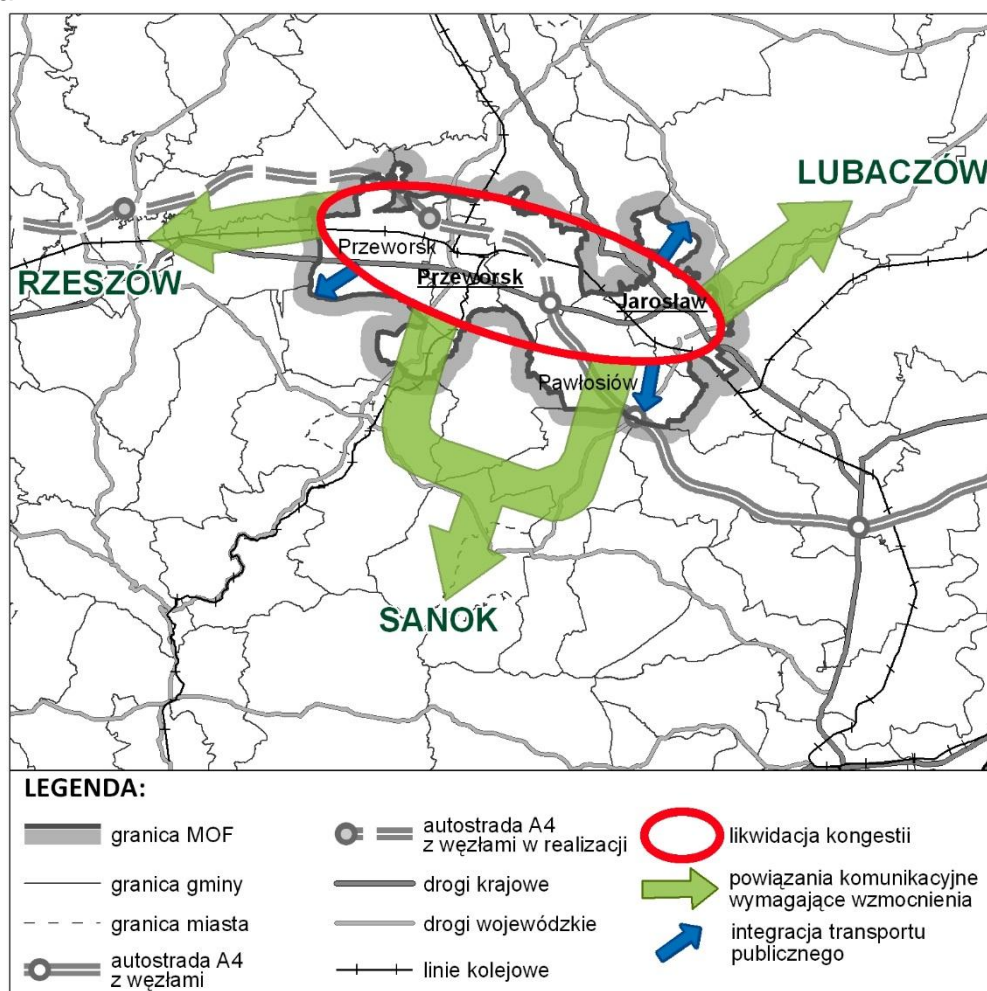 LUBACZÓW
RZESZÓW
Przeworsk
Przeworsk
Jarosław
Pawłosiów
SANOK
LEGENDA:
granica MOF
granica gminy
granica miasta
autostrada A4
z węzłami
autostrada A4
z węzłami w realizacji
drogi krajowe
drogi wojewódzkie
linie kolejowe
likwidacja kongestii
powiązania komunikacyjne
wymagające wzmocnienia
integracja transportu
publicznego